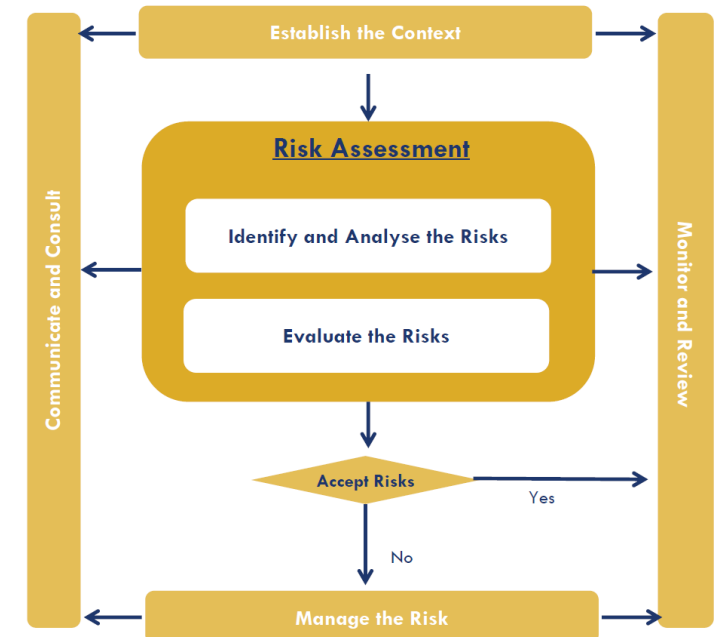 Establish the Context
Risk Assessment
Identify and Analyse the Risks
Evaluate the Risks
Communicate and Consult
Monitor and Review
Accept Risks
Yes
No
Manage the Risk